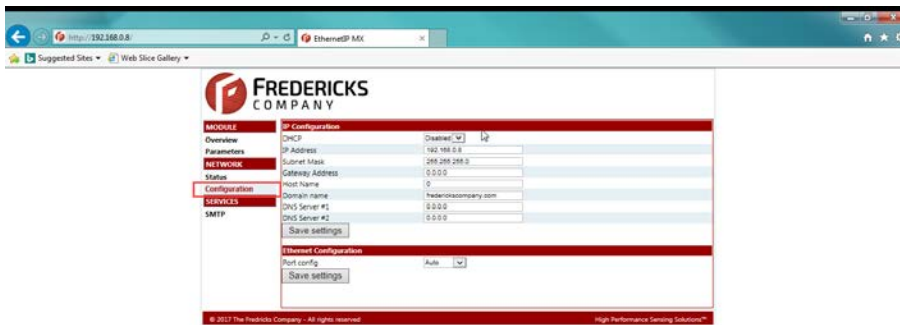 http://192.168.0.8/
EthernetIP MX
Suggested Sites
Web Slice Gallery
FREDERICKS
COMPANY
MODULE
Overview
Parameters
NETWORK
Status
Configuration
SERVICES
SMTP
IP Configuration
DHCP Disabled
IP Address 192.168.0.8
Subnet Mask 255.255.255.0
Gateway Address 0.0.0.0
Host Name 0
Domain name frederickscompany.com
DNS Server #1 0.0.0.0
DNS Server #2 0.0.0.0
Save settings
Ethernet Configuration
Port config Auto
Save settings
© 2017 The Fredricks Company - All rights reserved
High Performance Sensing Solutions™